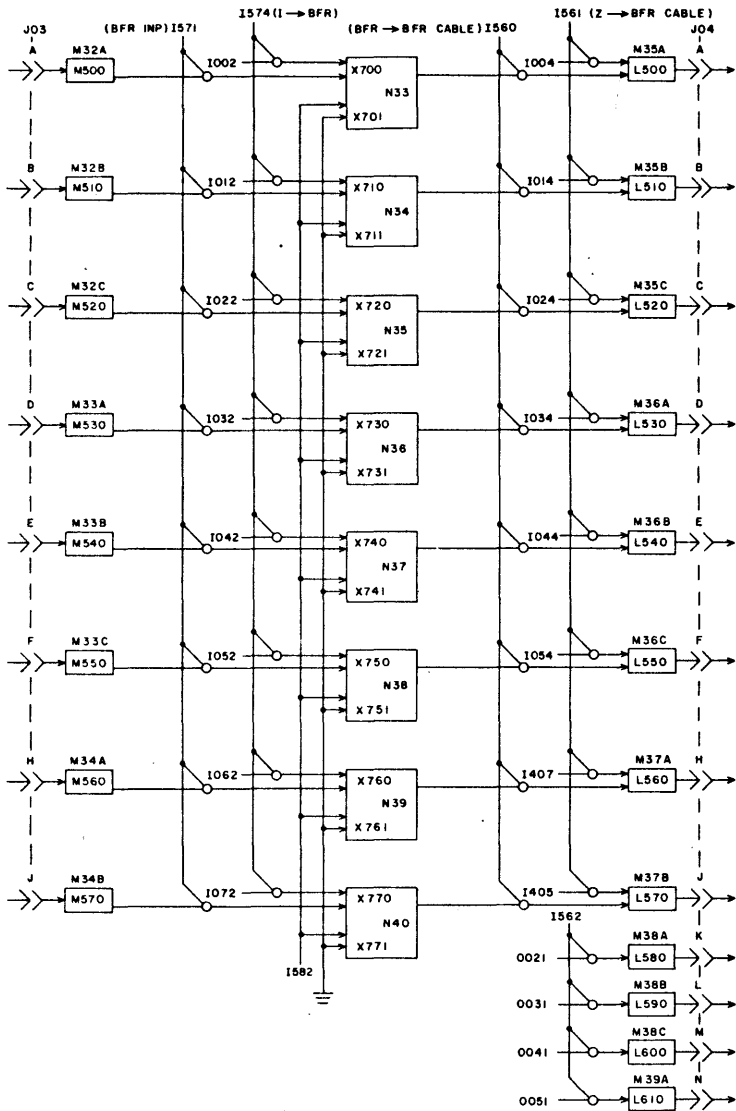 I574(I→BFR) I561 (Z→BFR CABLE)
J03 (BFR INP) I571 (BFR→BFR CABLE) I560 J04
A M32A I002 I004 M35A A
M500 X700 L500
N33
X701
B M32B I012 I014 M35B B
M510 X710 L510
N34
X711
C M32C I022 I024 M35C C
M520 X720 L520
N35
X721
D M33A I032 I034 M36A D
M530 X730 L530
N36
X731
E M33B I042 I044 M36B E
M540 X740 L540
N37
X741
F M33C I052 I054 M36C F
M550 X750 L550
N38
X751
H M34A I062 I407 M37A H
M560 X760 L560
N39
X761
J M34B I072 I405 M37B J
M570 X770 L570
N40 I562
X771 M38A K
I582 0021 L580
M38B L
0031 L590
M38C M
0041 L600
M39A N
0051 L610